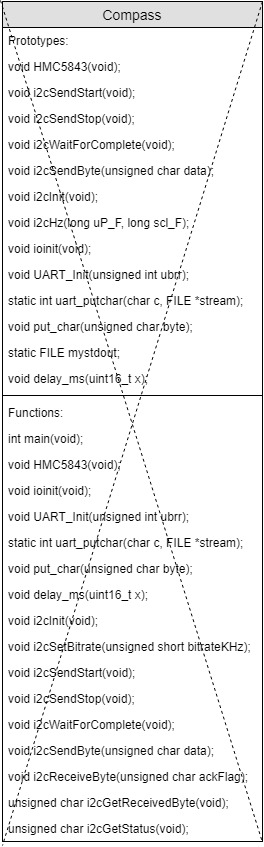 Compass
Prototypes:
void HMC5843(void);
void i2cSendStart(void);
void i2cSendStop(void);
void i2cWaitForComplete(void);
void i2cSendByte(unsigned char data);
void i2cInit(void);
void i2cHz(long uP_F, long scl_F);
void ioinit(void);
void UART_Init(unsigned int ubrr);
static int uart_putchar(char c, FILE *stream);
void put_char(unsigned char byte);
static FILE mystdout;
void delay_ms(uint16_t x);
Functions:
int main(void);
void HMC5843(void);
void ioinit(void);
void UART_Init(unsigned int ubrr);
static int uart_putchar(char c, FILE *stream);
void put_char(unsigned char byte);
void delay_ms(uint16_t x);
void i2cInit(void);
void i2cSetBitrate(unsigned short bitrateKHz);
void i2cSendStart(void);
void i2cSendStop(void);
void i2cWaitForComplete(void);
void i2cSendByte(unsigned char data);
void i2cReceiveByte(unsigned char ackFlag);
unsigned char i2cGetReceivedByte(void);
unsigned char i2cGetStatus(void);